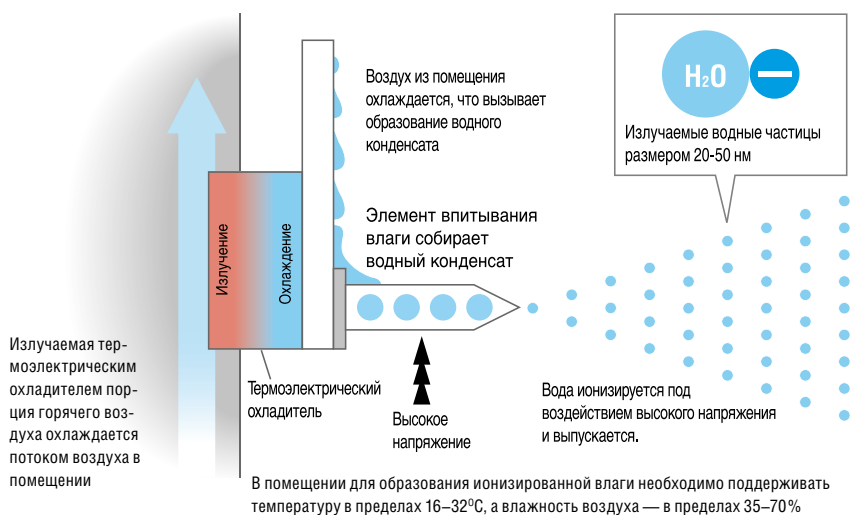 Воздух из помещения
охлаждается, что вызывает
образование водного
конденсата
H₂O
Излучаемые водные частицы
размером 20-50 нм
Элемент впитывания
влаги собирает
водный конденсат
Излучение
Охлаждение
Излучаемая тер-
моэлектрическим
охладителем пор-
ция горячего воз-
духа охлаждается
потоком воздуха в
помещении
Термоэлектрический
охладитель
Высокое
напряжение
Вода ионизируется под
воздействием высокого напряжения
и выпускается.
В помещении для образования ионизированной влаги необходимо поддерживать
температуру в пределах 16–32⁰C, а влажность воздуха — в пределах 35–70%